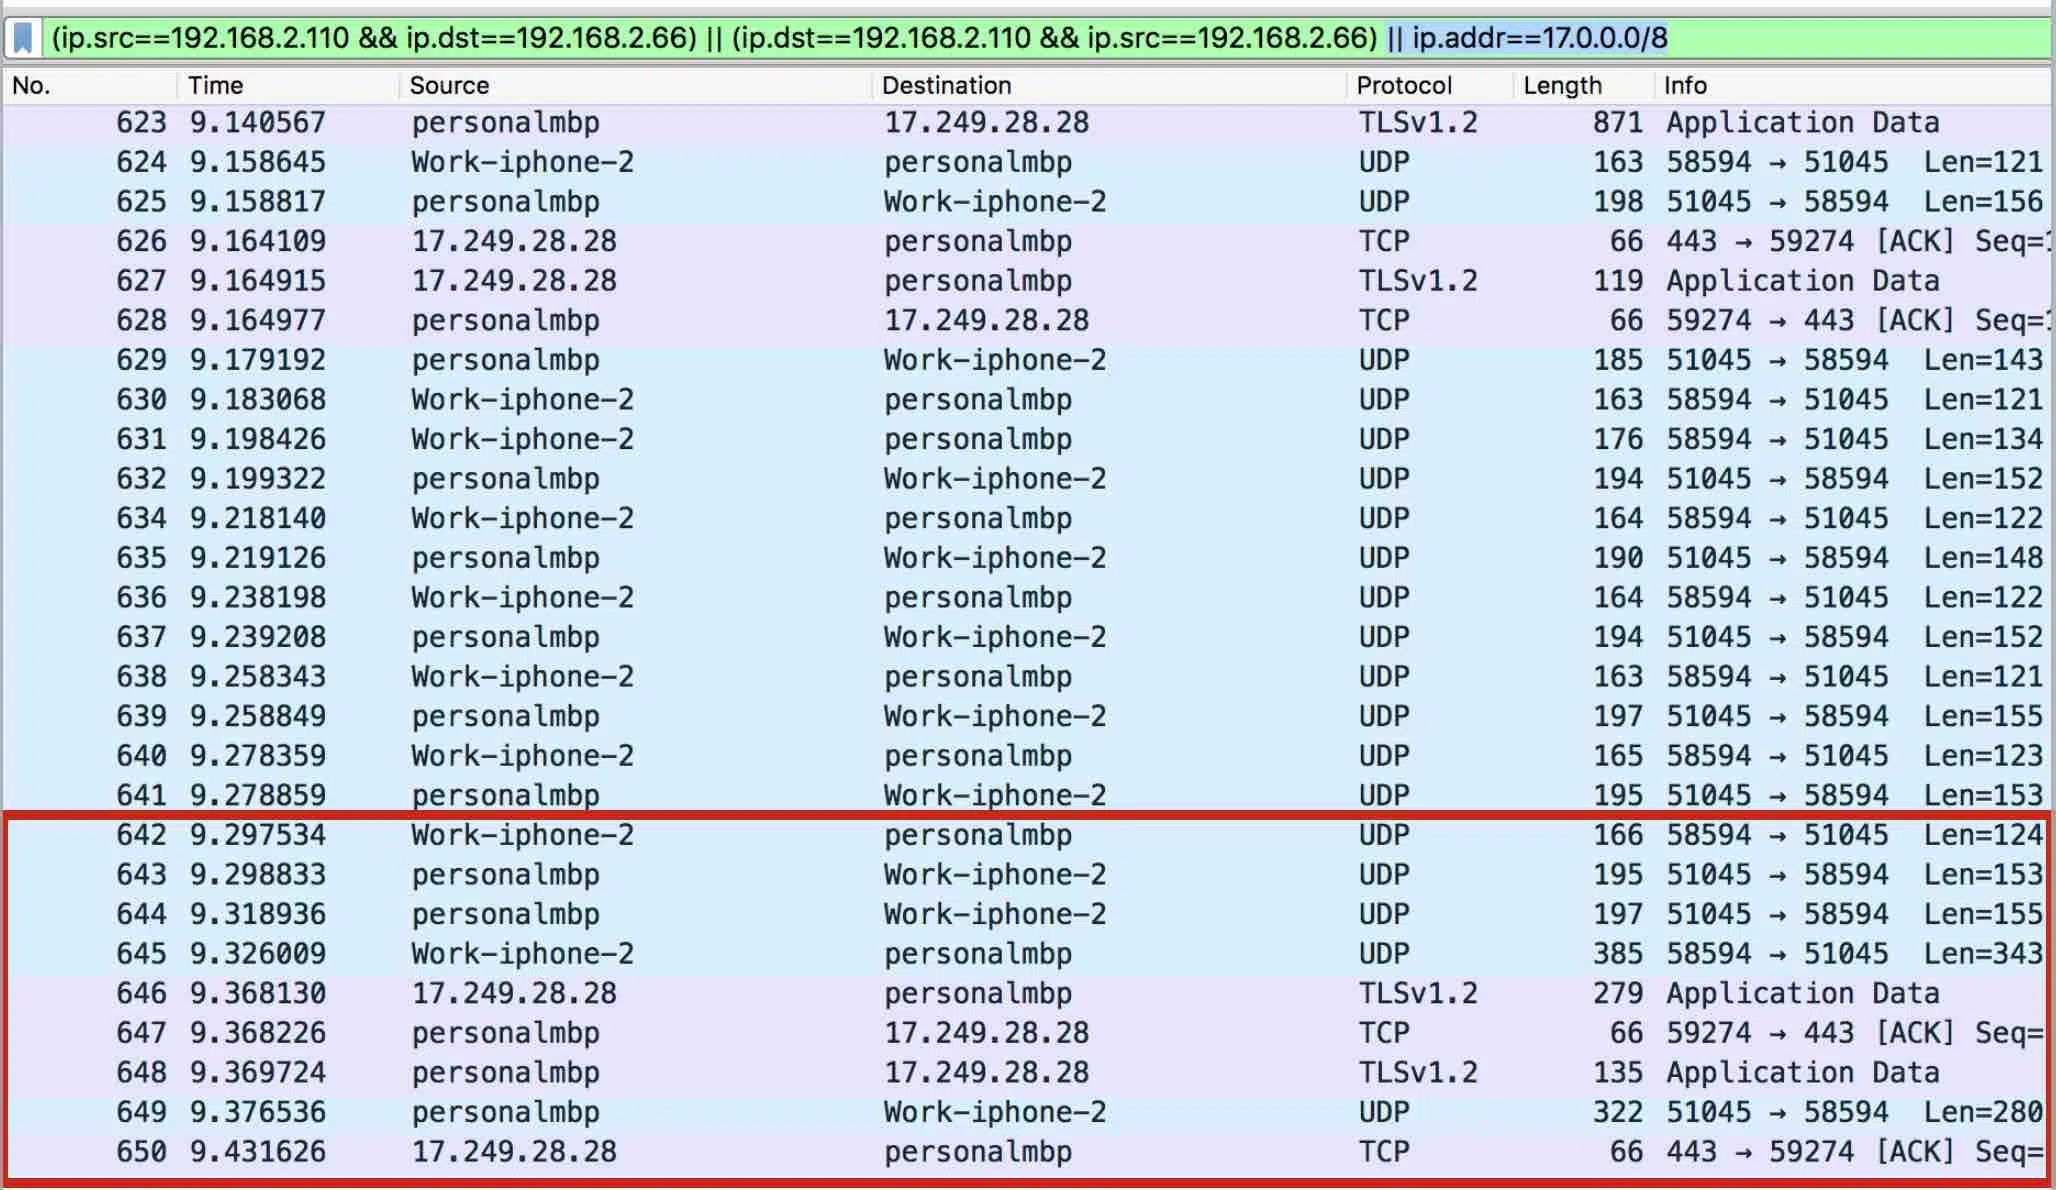 (ip.src==192.168.2.110 && ip.dst==192.168.2.66) || (ip.dst==192.168.2.110 && ip.src==192.168.2.66) || ip.addr==17.0.0.0/8
No. Time Source Destination Protocol Length Info
623 9.140567 personalmbp 17.249.28.28 TLSv1.2 871 Application Data
624 9.158645 Work-iphone-2 personalmbp UDP 163 58594 → 51045 Len=121
625 9.158817 personalmbp Work-iphone-2 UDP 198 51045 → 58594 Len=156
626 9.164109 17.249.28.28 personalmbp TCP 66 443 → 59274 [ACK] Seq=
627 9.164915 17.249.28.28 personalmbp TLSv1.2 119 Application Data
628 9.164977 personalmbp 17.249.28.28 TCP 66 59274 → 443 [ACK] Seq=
629 9.179192 personalmbp Work-iphone-2 UDP 185 51045 → 58594 Len=143
630 9.183068 Work-iphone-2 personalmbp UDP 163 58594 → 51045 Len=121
631 9.198426 Work-iphone-2 personalmbp UDP 176 58594 → 51045 Len=134
632 9.199322 personalmbp Work-iphone-2 UDP 194 51045 → 58594 Len=152
634 9.218140 Work-iphone-2 personalmbp UDP 164 58594 → 51045 Len=122
635 9.219126 personalmbp Work-iphone-2 UDP 190 51045 → 58594 Len=148
636 9.238198 Work-iphone-2 personalmbp UDP 164 58594 → 51045 Len=122
637 9.239208 personalmbp Work-iphone-2 UDP 194 51045 → 58594 Len=152
638 9.258343 Work-iphone-2 personalmbp UDP 163 58594 → 51045 Len=121
639 9.258849 personalmbp Work-iphone-2 UDP 197 51045 → 58594 Len=155
640 9.278359 Work-iphone-2 personalmbp UDP 165 58594 → 51045 Len=123
641 9.278859 personalmbp Work-iphone-2 UDP 195 51045 → 58594 Len=153
642 9.297534 Work-iphone-2 personalmbp UDP 166 58594 → 51045 Len=124
643 9.298833 personalmbp Work-iphone-2 UDP 195 51045 → 58594 Len=153
644 9.318936 personalmbp Work-iphone-2 UDP 197 51045 → 58594 Len=155
645 9.326009 Work-iphone-2 personalmbp UDP 385 58594 → 51045 Len=343
646 9.368130 17.249.28.28 personalmbp TLSv1.2 279 Application Data
647 9.368226 personalmbp 17.249.28.28 TCP 66 59274 → 443 [ACK] Seq=
648 9.369724 personalmbp 17.249.28.28 TLSv1.2 135 Application Data
649 9.376536 personalmbp Work-iphone-2 UDP 322 51045 → 58594 Len=280
650 9.431626 17.249.28.28 personalmbp TCP 66 443 → 59274 [ACK] Seq=